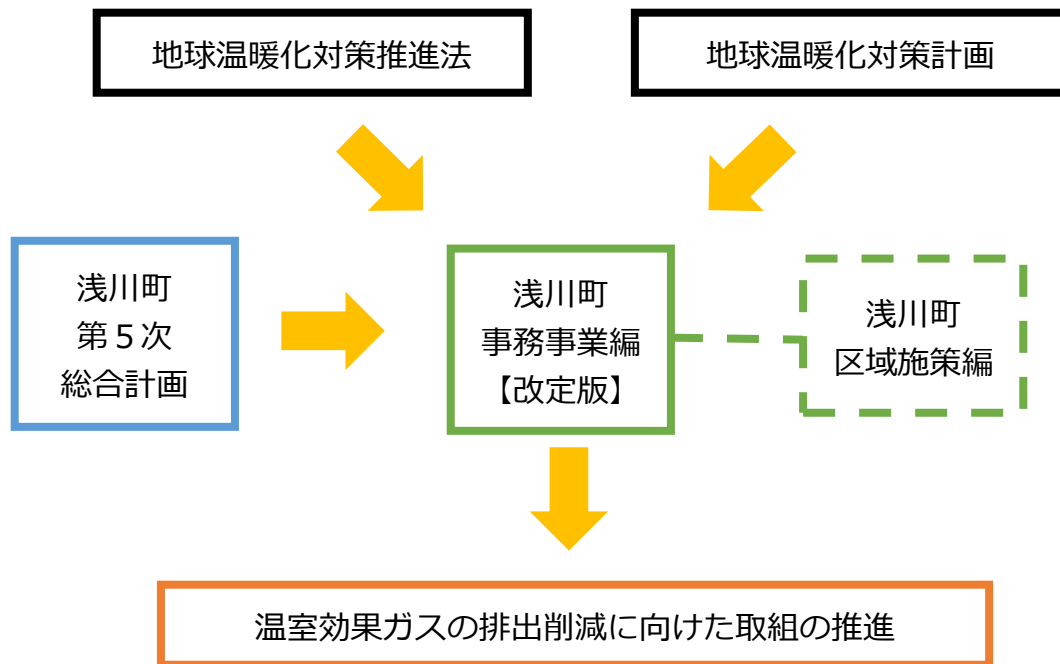 地球温暖化対策推進法
地球温暖化対策計画
浅川町
第５次
総合計画
浅川町
事務事業編
【改定版】
浅川町
区域施策編
温室効果ガスの排出削減に向けた取組の推進